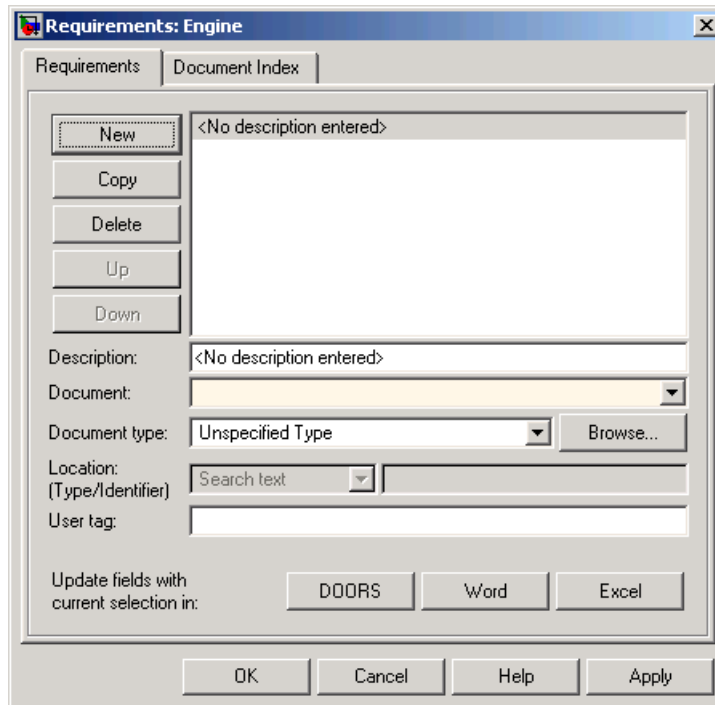 Requirements: Engine
Requirements
Document Index
New
<No description entered>
Copy
Delete
Up
Down
Description:
<No description entered>
Document:
Document type:
Unspecified Type
Browse...
Location:
(Type/Identifier)
Search text
User tag:
Update fields with
current selection in:
DOORS
Word
Excel
OK
Cancel
Help
Apply